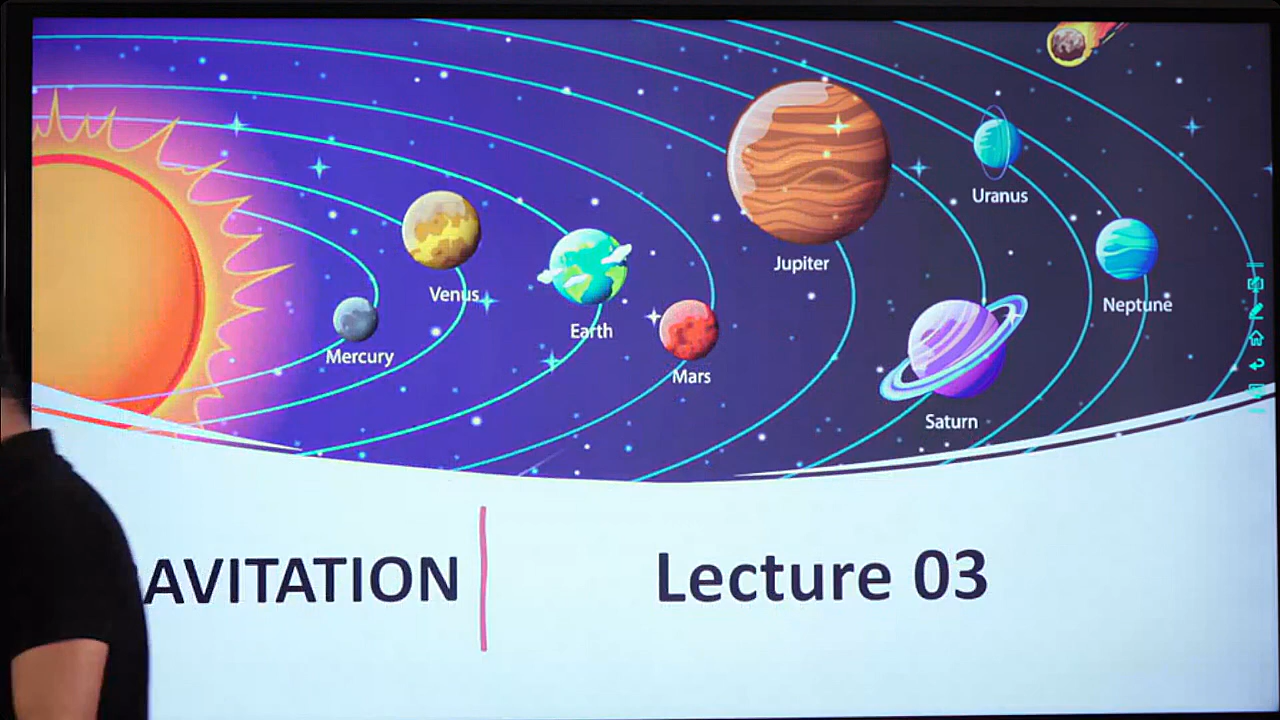 Uranus
Jupiter
Venus
Neptune
Earth
Mercury
Mars
Saturn
AVITATION
Lecture 03